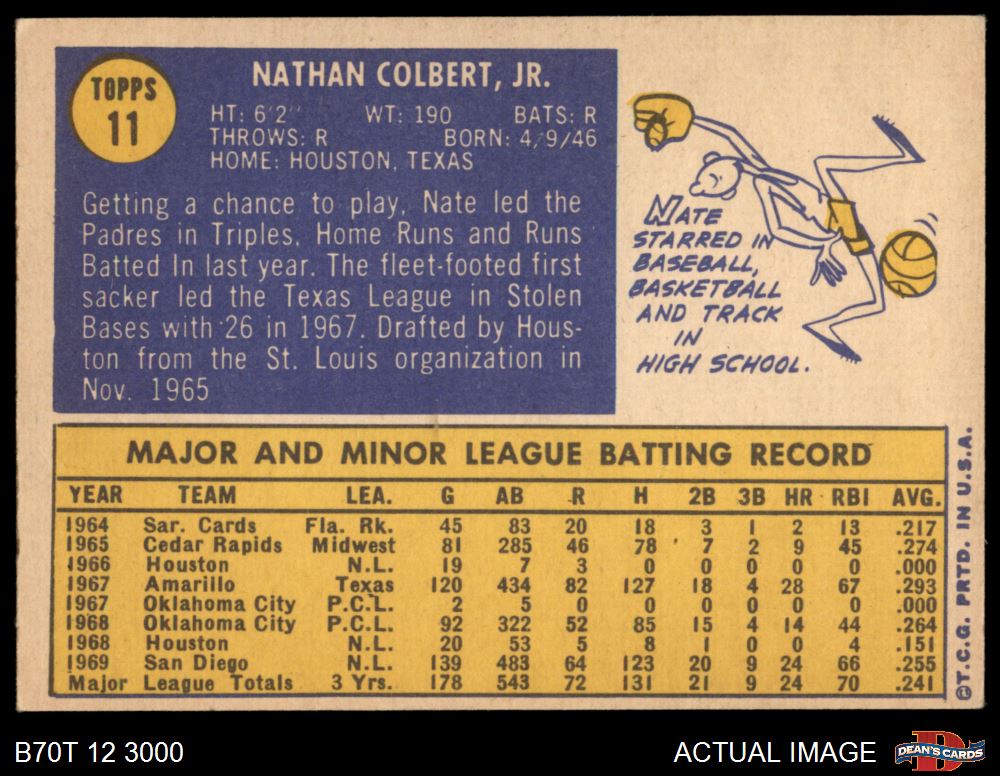 TOPPS
11
NATHAN COLBERT, JR.
HT: 6'2" WT: 190 BATS: R
THROWS: R BORN: 4/9/46
HOME: HOUSTON, TEXAS
Getting a chance to play, Nate led the
Padres in Triples, Home Runs and Runs
Batted In last year. The fleet-footed first
sacker led the Texas League in Stolen
Bases with 26 in 1967. Drafted by Hous-
ton from the St. Louis organization in
Nov. 1965
NATE
STARRED IN
BASEBALL,
BASKETBALL
AND TRACK
IN
HIGH SCHOOL.
MAJOR AND MINOR LEAGUE BATTING RECORD
YEAR TEAM LEA. G AB R H 2B 3B HR RBI AVG.
1964 Sar. Cards Fla. Rk. 45 83 20 18 3 1 2 13 .217
1965 Cedar Rapids Midwest 81 285 46 78 7 2 9 45 .274
1966 Houston N.L. 19 7 3 0 0 0 0 0 .000
1967 Amarillo Texas 120 434 82 127 18 4 28 67 .293
1967 Oklahoma City P.C.L. 2 5 0 0 0 0 0 0 .000
1968 Oklahoma City P.C.L. 92 322 52 85 15 4 14 44 .264
1968 Houston N.L. 20 53 5 8 1 0 0 4 .151
1969 San Diego N.L. 139 483 64 123 20 9 24 66 .255
Major League Totals 3 Yrs. 178 543 72 131 21 9 24 70 .241
©T.C.G. PRTD. IN U.S.A.
B70T 12 3000
ACTUAL IMAGE
DEAN'S CARDS